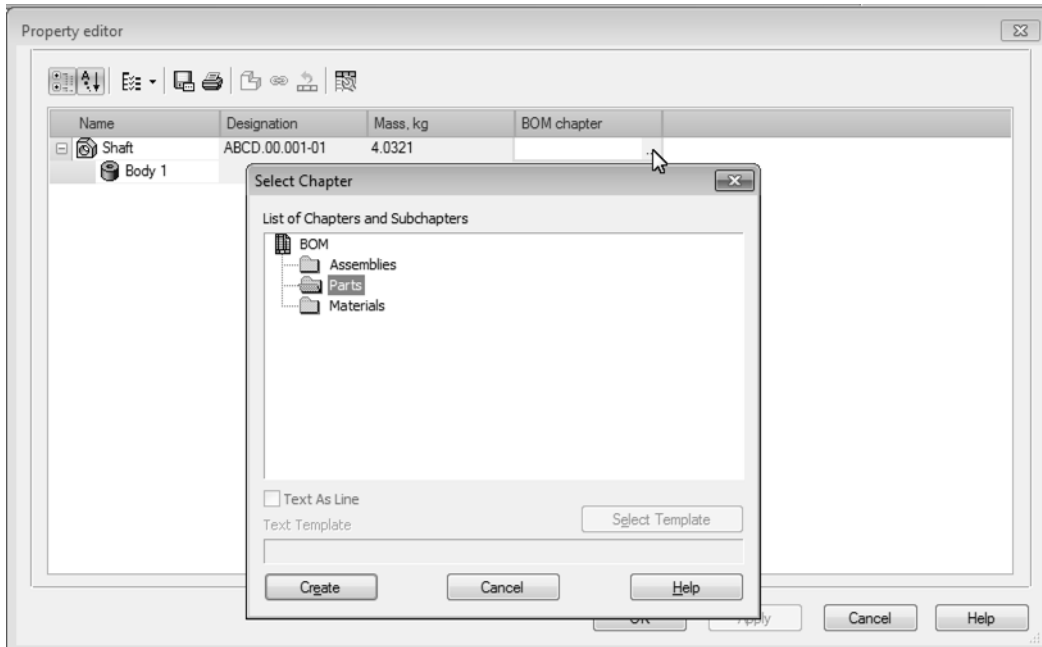 Property editor
Name Designation Mass, kg BOM chapter
Shaft ABCD.00.001-01 4.0321 ...
Body 1
Select Chapter
List of Chapters and Subchapters
BOM
Assemblies
Parts
Materials
Text As Line
Text Template Select Template
Create Cancel Help
OK Apply Cancel Help